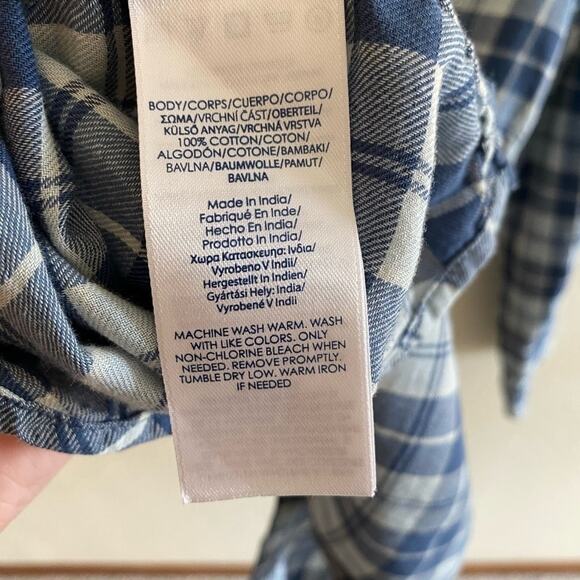 BODY/CORPS/CUERPO/CORPO/
ΣΩΜΑ/VRCHNÍ ČÁST/OBERTEIL/
KÜLSŐ ANYAG/VRCHNÁ VRSTVA
100% COTTON/COTON/
ALGODÓN/COTONE/BAMBAKI/
BAVLNA/BAUMWOLLE/PAMUT/
BAVLNA
Made In India/
Fabriqué En Inde/
Hecho En India/
Prodotto In India/
Χωρα Κατασκευησ: Ινδια/
Vyrobeno V Indii/
Hergestellt in Indien/
Gyártási Hely: India/
Vyrobené V Indii
MACHINE WASH WARM. WASH
WITH LIKE COLORS. ONLY
NON-CHLORINE BLEACH WHEN
NEEDED. REMOVE PROMPTLY.
TUMBLE DRY LOW. WARM IRON
IF NEEDED